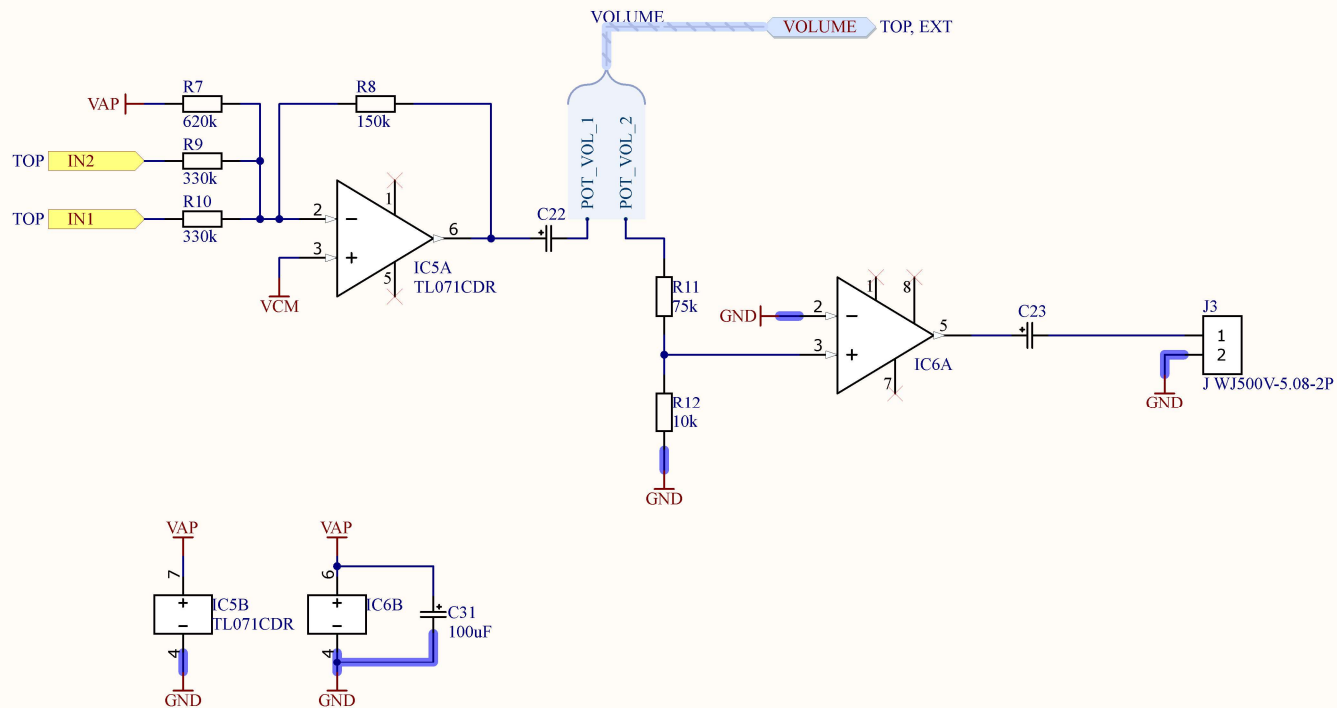 VOLUME
VOLUME TOP, EXT
R7
VAP
620k
R8
150k
TOP IN2
R9
330k
TOP IN1
R10
330k
POT_VOL_1
POT_VOL_2
2
1
3
5
6
IC5A
TL071CDR
VCM
C22
R11
75k
R12
10k
GND
GND
2
3
1
8
5
7
IC6A
C23
J3
1
2
J WJ500V-5.08-2P
GND
VAP
7
IC5B
TL071CDR
4
GND
VAP
6
IC6B
C31
100uF
4
GND